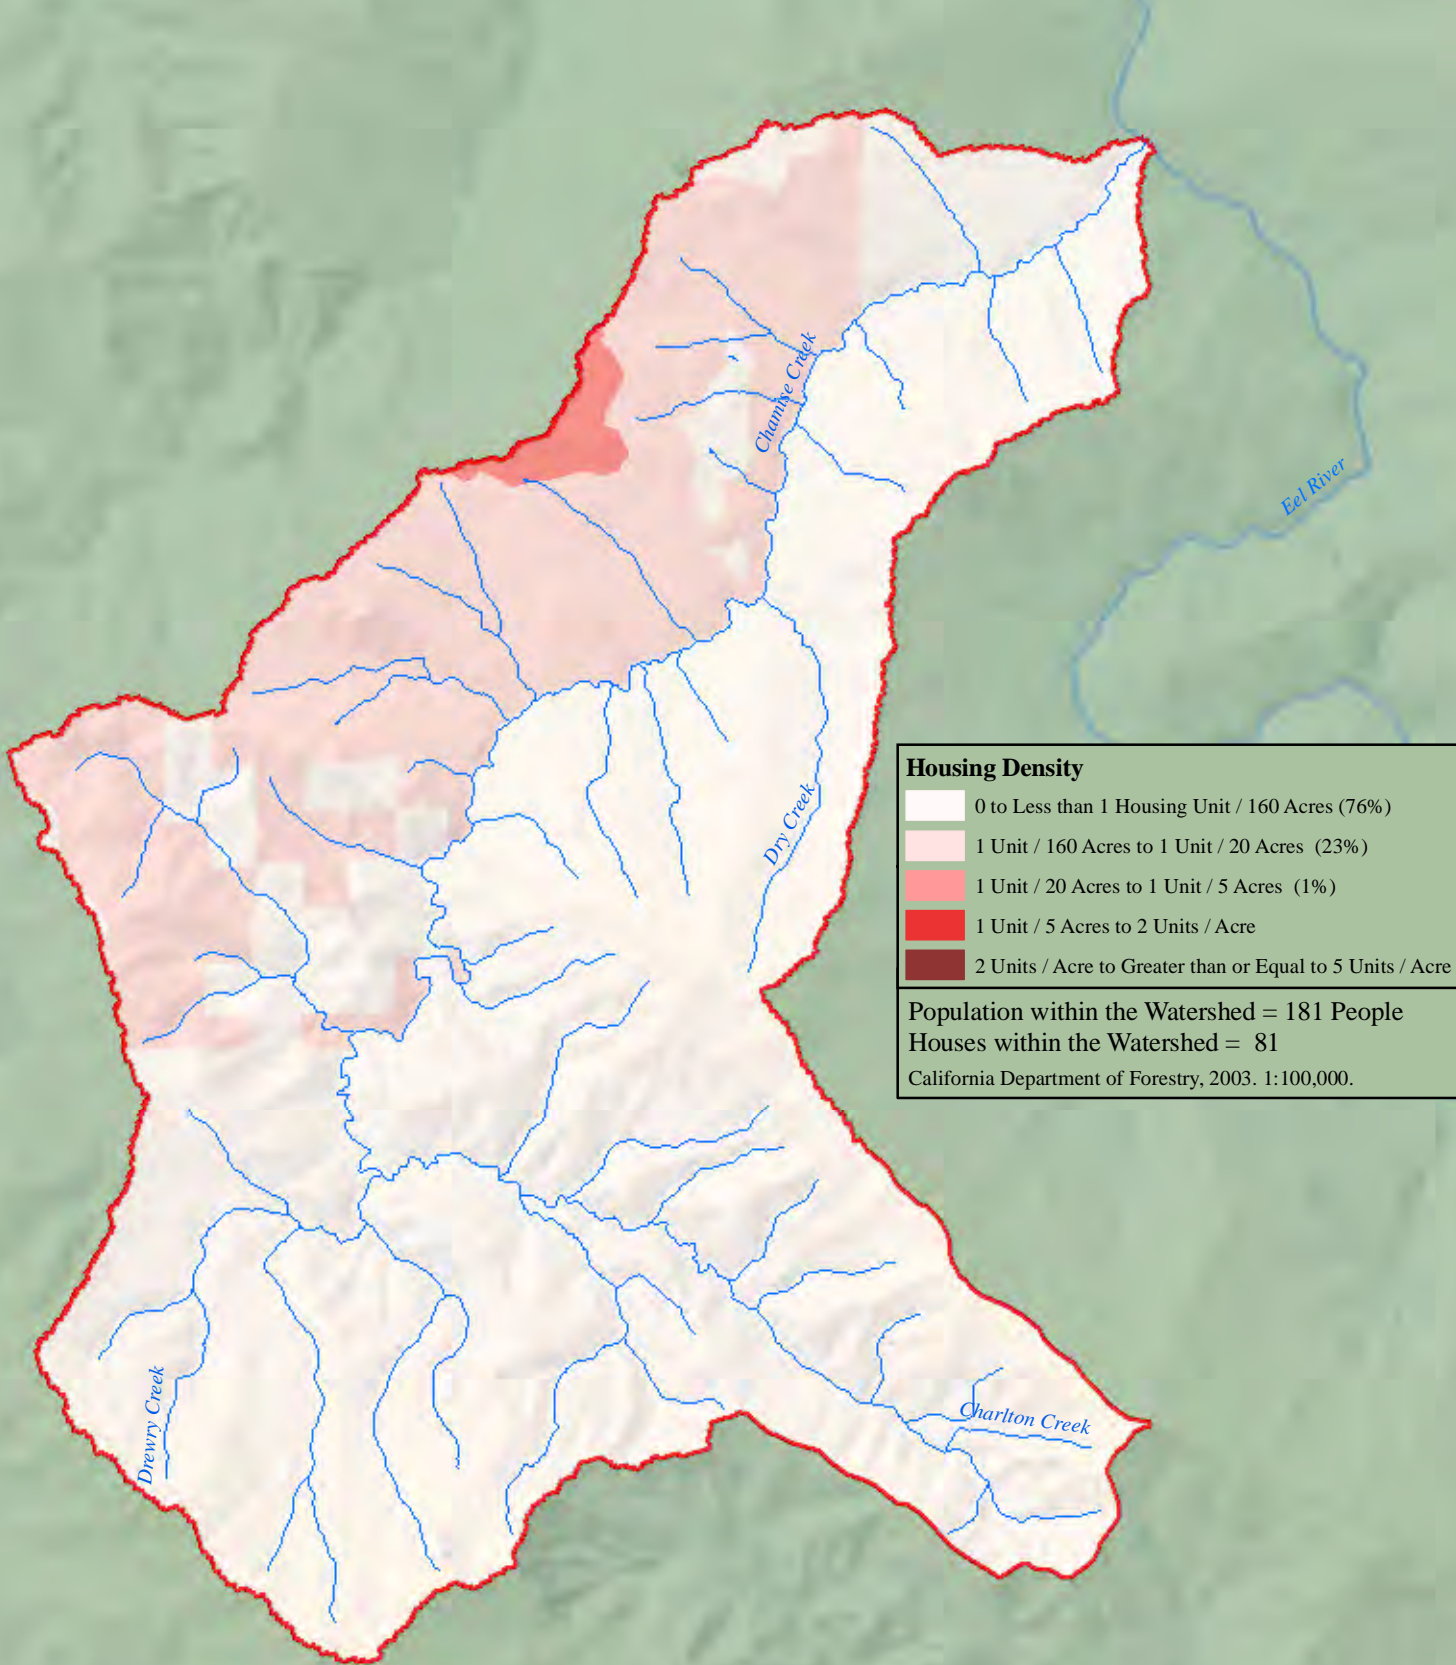 Chamise Creek
Eel River
Housing Density
0 to Less than 1 Housing Unit / 160 Acres (76%)
1 Unit / 160 Acres to 1 Unit / 20 Acres (23%)
1 Unit / 20 Acres to 1 Unit / 5 Acres (1%)
1 Unit / 5 Acres to 2 Units / Acre
2 Units / Acre to Greater than or Equal to 5 Units / Acre
Population within the Watershed = 181 People
Houses within the Watershed = 81
California Department of Forestry, 2003. 1:100,000.
Dry Creek
Drewry Creek
Charlton Creek